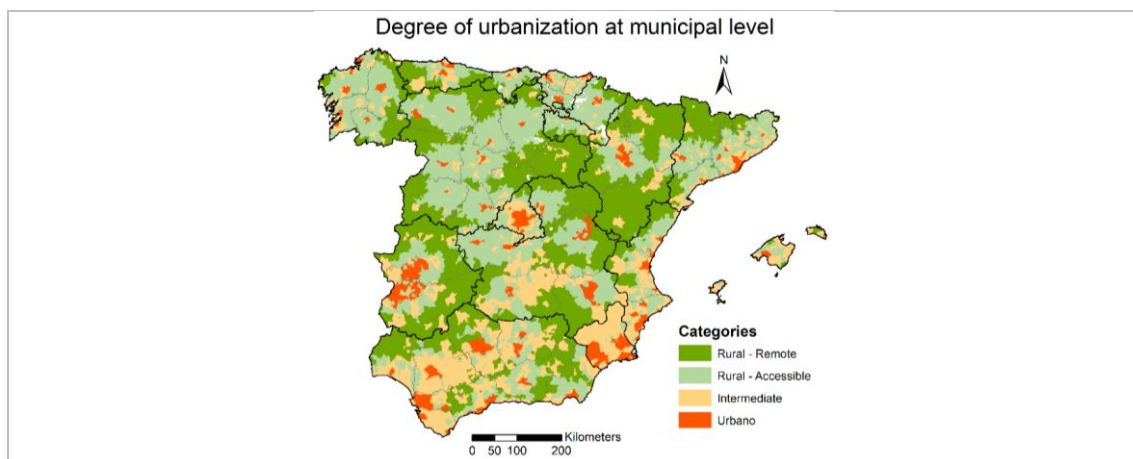 Degree of urbanization at municipal level
N
Categories
Rural - Remote
Rural - Accessible
Intermediate
Urbano
Kilometers
0 50 100 200